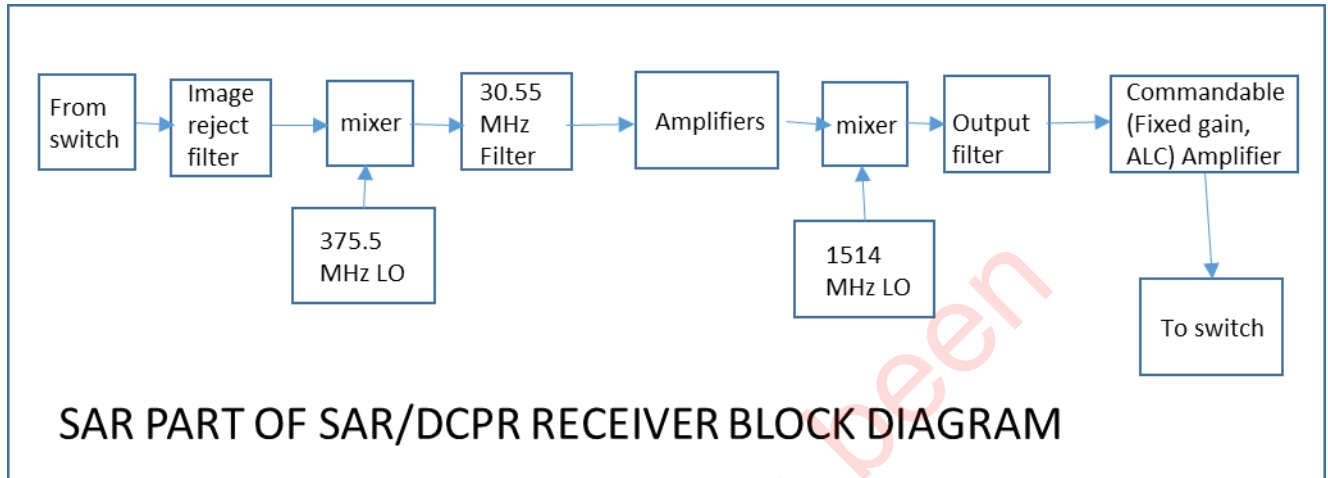 From
switch
Image
reject
filter
mixer
30.55
MHz
Filter
Amplifiers
mixer
Output
filter
Commandable
(Fixed gain,
ALC) Amplifier
375.5
MHz LO
1514
MHz LO
To switch
been
SAR PART OF SAR/DCPR RECEIVER BLOCK DIAGRAM